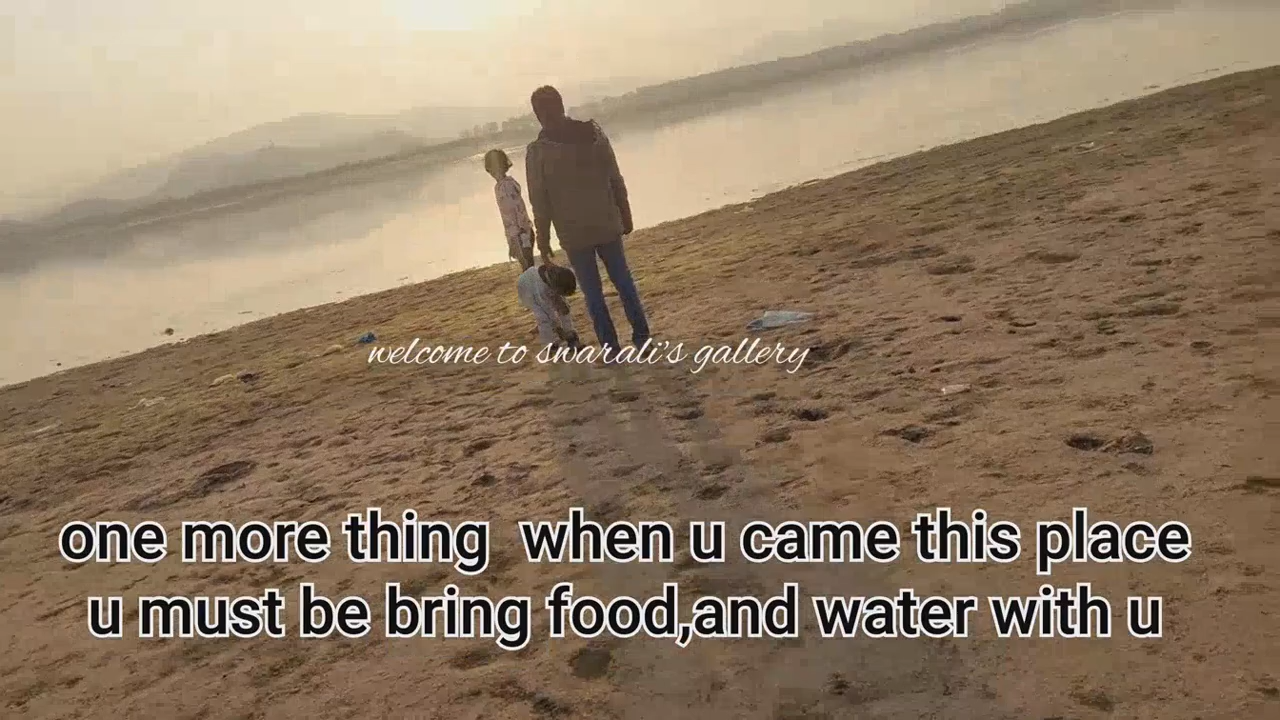 welcome to swarali's gallery
one more thing when u came this place
u must be bring food,and water with u